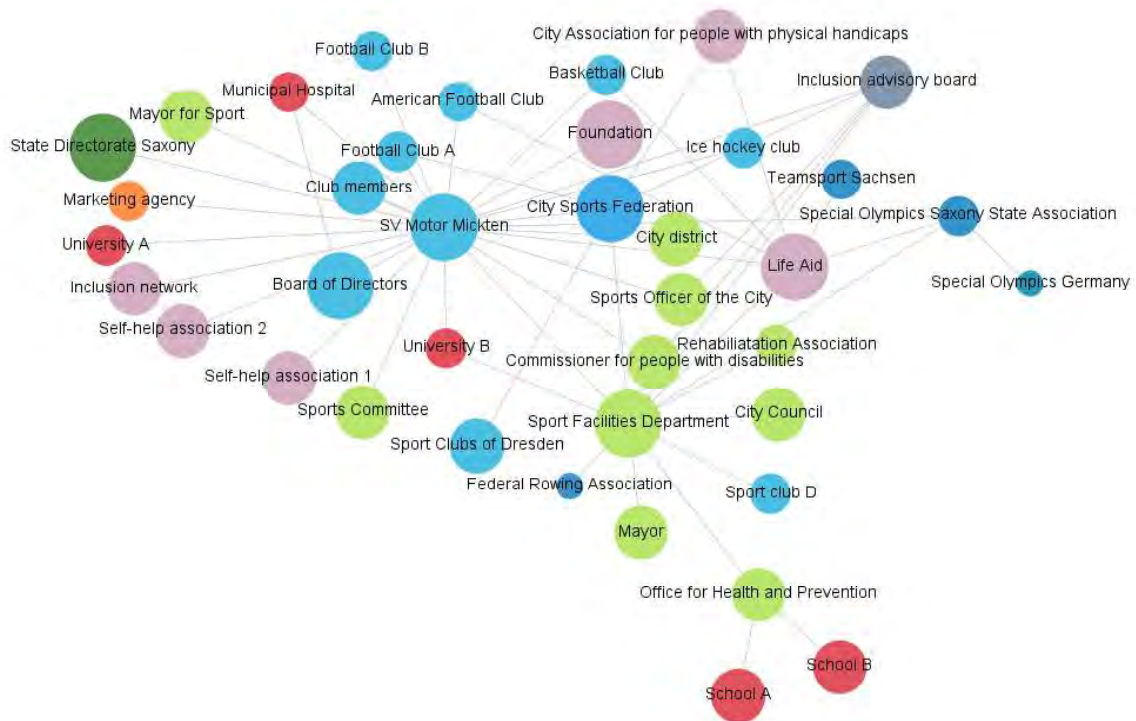 City Association for people with physical handicaps
Football Club B
Basketball Club
Inclusion advisory board
Municipal Hospital
American Football Club
Mayor for Sport
Foundation
State Directorate Saxony
Football Club A
Ice hockey club
Teamsport Sachsen
Club members
Marketing agency
City Sports Federation
Special Olympics Saxony State Association
SV Motor Mickten
University A
City district
Life Aid
Inclusion network
Board of Directors
Special Olympics Germany
Sports Officer of the City
Self-help association 2
University B
Rehabiliatation Association
Commissioner for people with disabilities
Self-help association 1
Sports Committee
City Council
Sport Facilities Department
Sport Clubs of Dresden
Federal Rowing Association
Sport club D
Mayor
Office for Health and Prevention
School B
School A